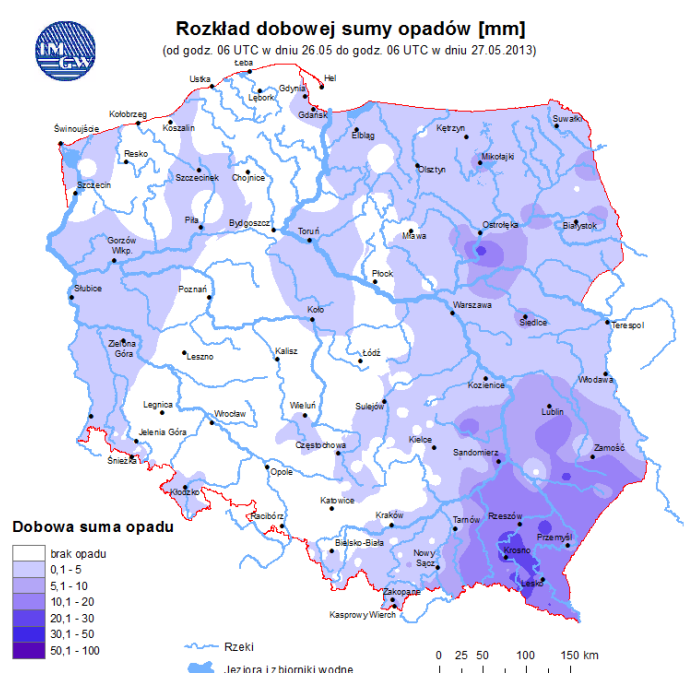 Rozkład dobowej sumy opadów [mm]
(od godz. 06 UTC w dniu 26.05 do godz. 06 UTC w dniu 27.05.2013)
IM
GW
Łeba
Ustka
Hel
Lębork
Gdynia
Gdańsk
Kołobrzeg
Koszalin
Świnoujście
Elbląg
Kętrzyn
Suwałki
Resko
Szczecinek
Chojnice
Olsztyn
Mikołajki
Szczecin
Piła
Bydgoszcz
Toruń
Mława
Ostrołęka
Białystok
Gorzów
Wlkp.
Płock
Słubice
Poznań
Koło
Warszawa
Siedlce
Terespol
Zielona
Góra
Leszno
Kalisz
Łódź
Kozienice
Włodawa
Legnica
Wrocław
Wieluń
Sulejów
Lublin
Jelenia Góra
Śnieżka
Częstochowa
Kielce
Sandomierz
Zamość
Opole
Kłodzko
Katowice
Racibórz
Kraków
Tarnów
Rzeszów
Przemyśl
Bielsko-Biała
Nowy
Sącz
Krosno
Lesko
Zakopane
Kasprowy Wierch
Dobowa suma opadu
brak opadu
0,1 - 5
5,1 - 10
10,1 - 20
20,1 - 30
30,1 - 50
50,1 - 100
Rzeki
Jeziora i zbiorniki wodne
0 25 50 100 150 km